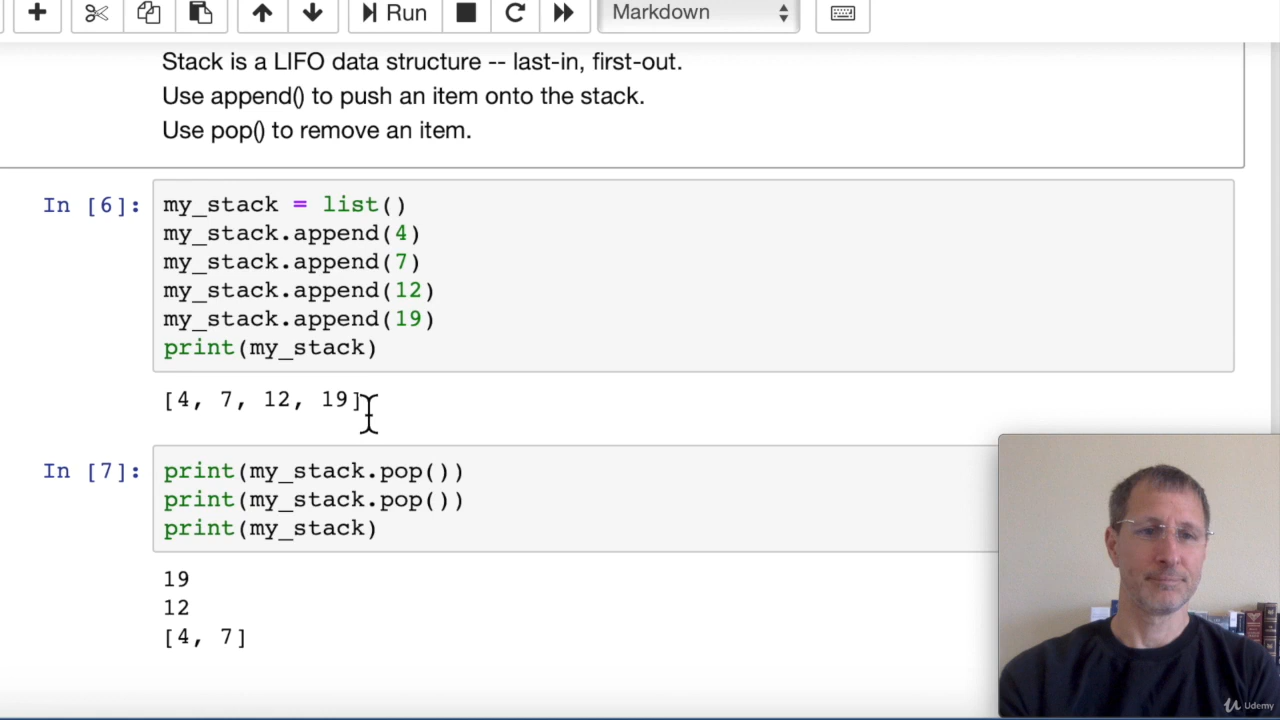 Run
Markdown
Stack is a LIFO data structure -- last-in, first-out.
Use append() to push an item onto the stack.
Use pop() to remove an item.
In [6]:
my_stack = list()
my_stack.append(4)
my_stack.append(7)
my_stack.append(12)
my_stack.append(19)
print(my_stack)
[4, 7, 12, 19]
In [7]:
print(my_stack.pop())
print(my_stack.pop())
print(my_stack)
19
12
[4, 7]
Udemy